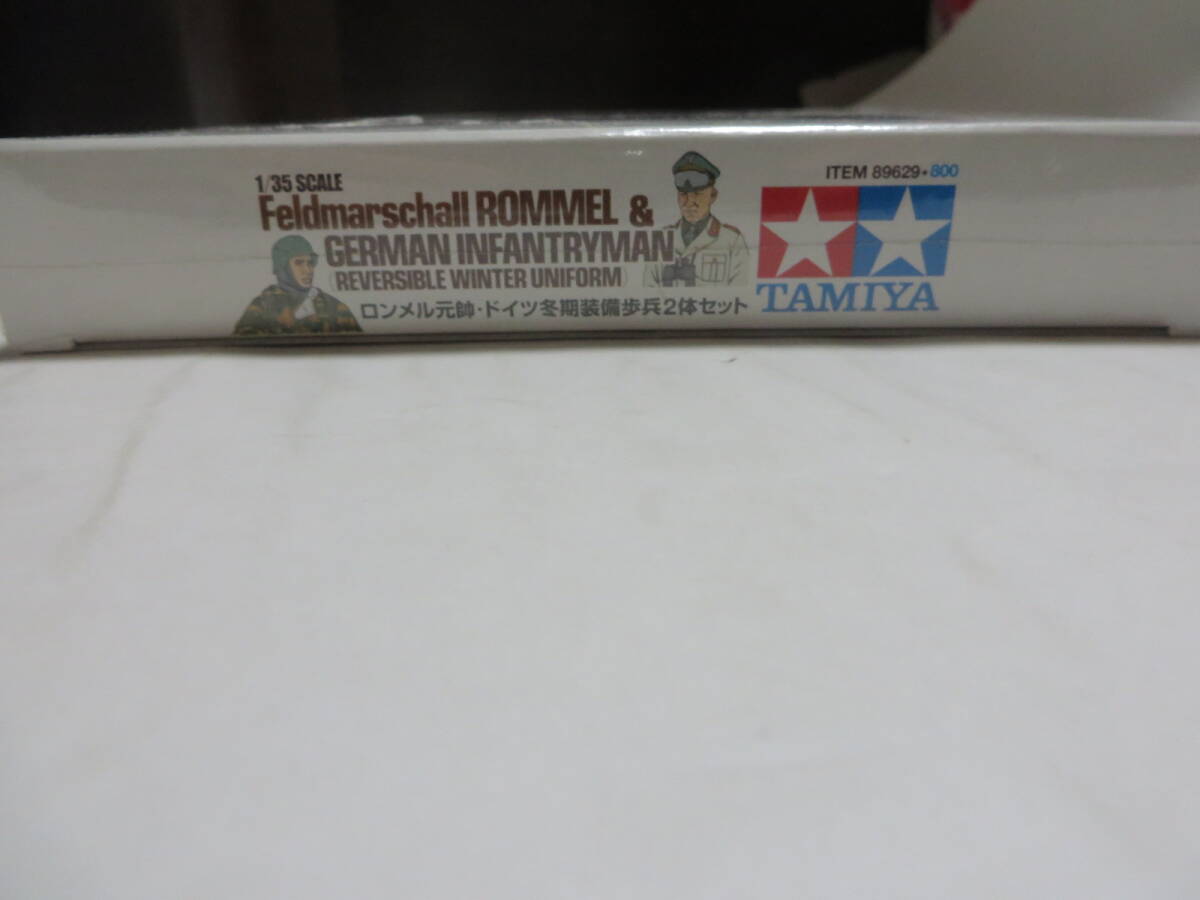 1/35 SCALE
Feldmarschall ROMMEL &
GERMAN INFANTRYMAN
(REVERSIBLE WINTER UNIFORM)
ロンメル元帥・ドイツ冬期装備歩兵2体セット
ITEM 89629・800
TAMIYA